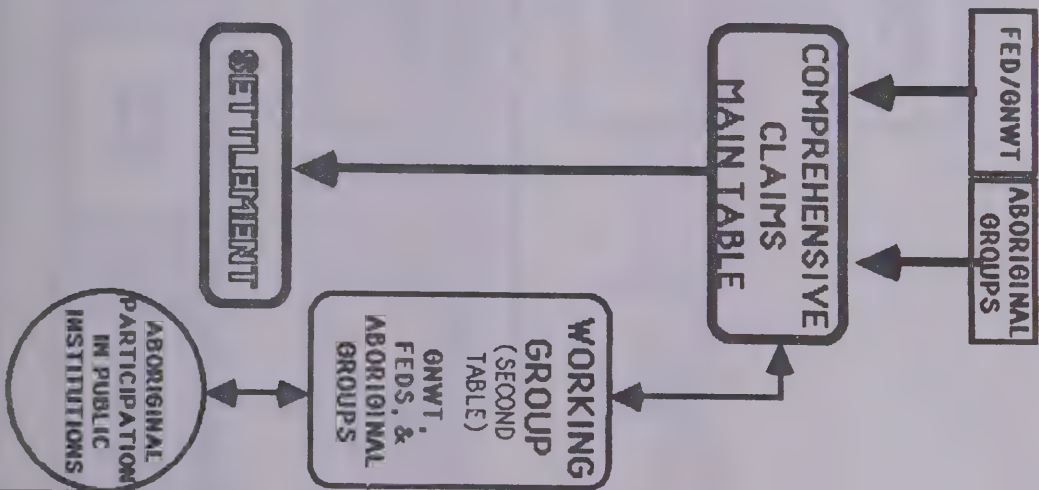 FED/GNWT
ABORIGINAL
GROUPS
COMPREHENSIVE
CLAIMS
MAIN TABLE
WORKING
GROUP
(SECOND
TABLE)
GNWT,
FEDS, &
ABORIGINAL
GROUPS
SETTLEMENT
ABORIGINAL
PARTICIPATION
IN PUBLIC
INSTITUTIONS